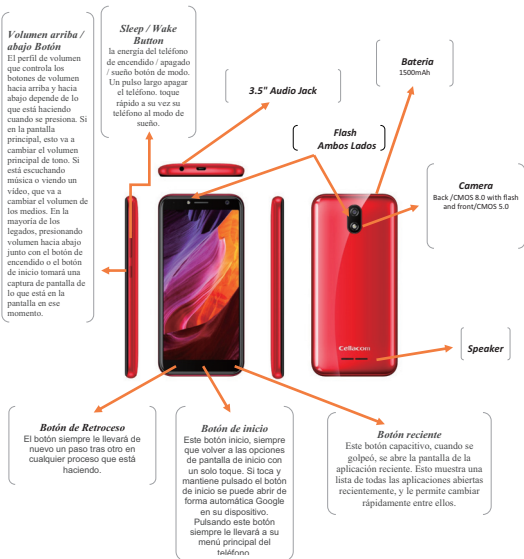 Volumen arriba /
abajo Botón
El perfil de volumen
que controla los
botones de volumen
hacia arriba y hacia
abajo depende de lo
que está haciendo
cuando se presiona. Si
en la pantalla
principal, esto va a
cambiar el volumen
principal de tono. Si
está escuchando
música o viendo un
vídeo, que va a
cambiar el volumen de
los medios. En la
mayoría de los
legados, presionando
volumen hacia abajo
junto con el botón de
encendido o el botón
de inicio tomará una
captura de pantalla de
lo que está en la
pantalla en ese
momento.
Sleep / Wake
Button
la energía del teléfono
de encendido / apagado
/ sueño botón de modo.
Un pulso largo apagar
el teléfono. toque
rápido a su vez su
teléfono al modo de
sueño.
3.5" Audio Jack
Flash
Ambos Lados
Batería
1500mAh
Camera
Back /CMOS 8.0 with flash
and front/CMOS 5.0
Cellacom
Speaker
Botón de Retroceso
El botón siempre le llevará de
nuevo un paso tras otro en
cualquier proceso que está
haciendo.
Botón de inicio
Este botón inicio, siempre
que volver a las opciones
de pantalla de inicio con
un solo toque. Si toca y
mantiene pulsado el botón
de inicio se puede abrir de
forma automática Google
en su dispositivo.
Pulsando este botón
siempre le llevará a su
menú principal del
teléfono
Botón reciente
Este botón capacitivo, cuando se
golpeó, se abre la pantalla de la
aplicación reciente. Esto muestra una
lista de todas las aplicaciones abiertas
recientemente, y le permite cambiar
rápidamente entre ellos.